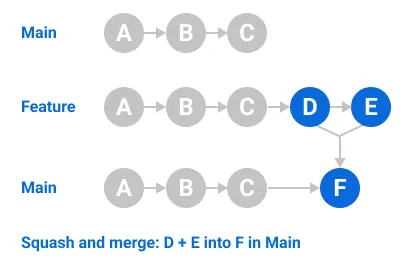 Main A B C
Feature A B C D E
Main A B C F
Squash and merge: D + E into F in Main